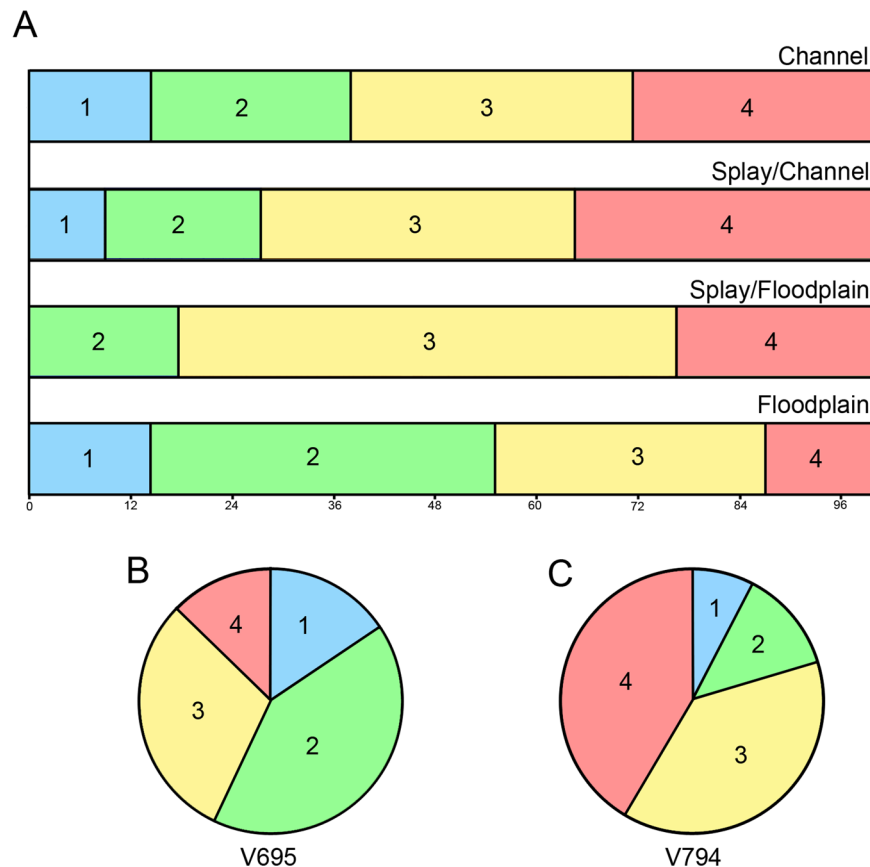 A
Channel
1 2 3 4
Splay/Channel
1 2 3 4
Splay/Floodplain
2 3 4
Floodplain
1 2 3 4
0 12 24 36 48 60 72 84 96
B
1
2
3
4
V695
C
1
2
3
4
V794